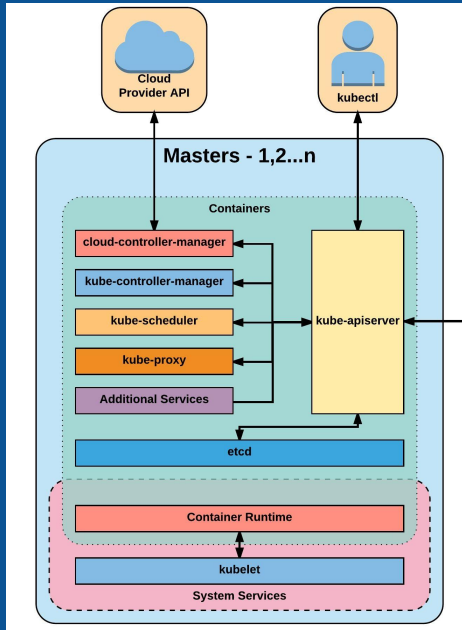 Cloud
Provider API
kubectl
Masters - 1,2...n
Containers
cloud-controller-manager
kube-controller-manager
kube-scheduler
kube-apiserver
kube-proxy
Additional Services
etcd
Container Runtime
kubelet
System Services